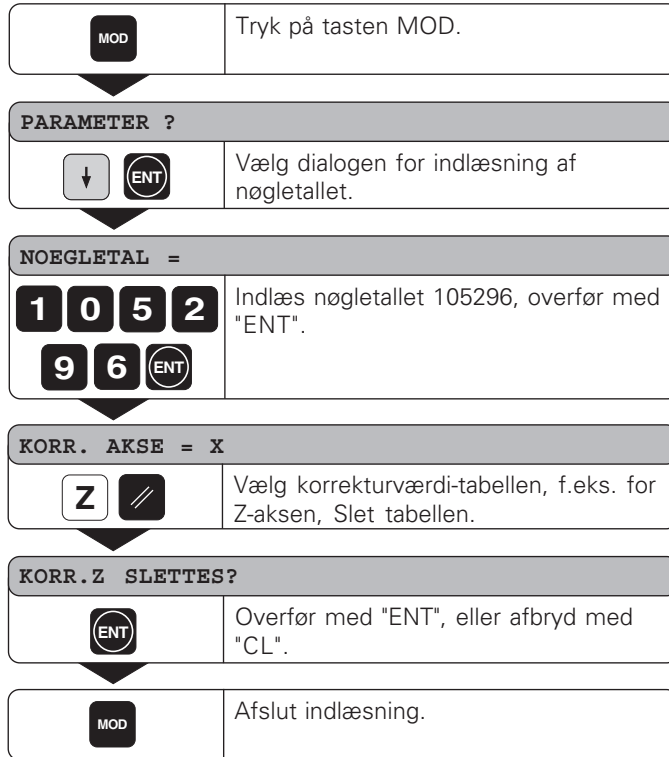 MOD
Tryk på tasten MOD.
PARAMETER ?
ENT
Vælg dialogen for indlæsning af
nøgletallet.
NOEGLETAL =
1 0 5 2
9 6 ENT
Indlæs nøgletallet 105296, overfør med
"ENT".
KORR. AKSE = X
Z
Vælg korrekturværdi-tabellen, f.eks. for
Z-aksen, Slet tabellen.
KORR.Z SLETTES?
ENT
Overfør med "ENT", eller afbryd med
"CL".
MOD
Afslut indlæsning.